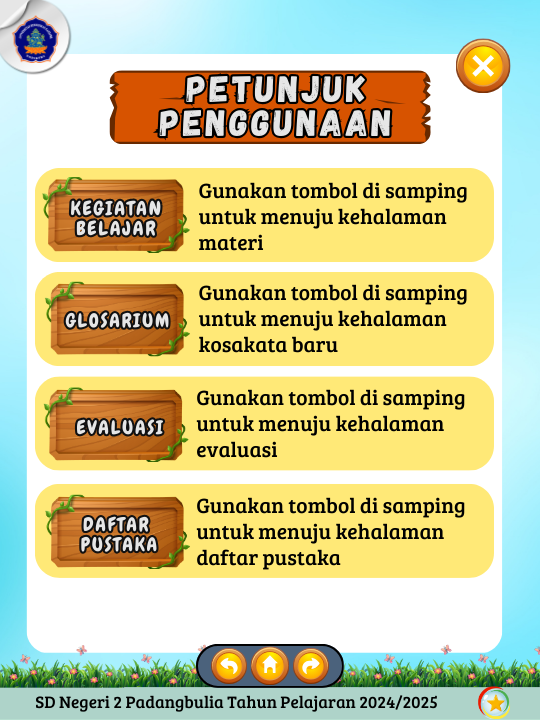 PETUNJUK
PENGGUNAAN
KEGIATAN
BELAJAR
Gunakan tombol di samping
untuk menuju kehalaman
materi
GLOSARIUM
Gunakan tombol di samping
untuk menuju kehalaman
kosakata baru
EVALUASI
Gunakan tombol di samping
untuk menuju kehalaman
evaluasi
DAFTAR
PUSTAKA
Gunakan tombol di samping
untuk menuju kehalaman
daftar pustaka
SD Negeri 2 Padangbulia Tahun Pelajaran 2024/2025